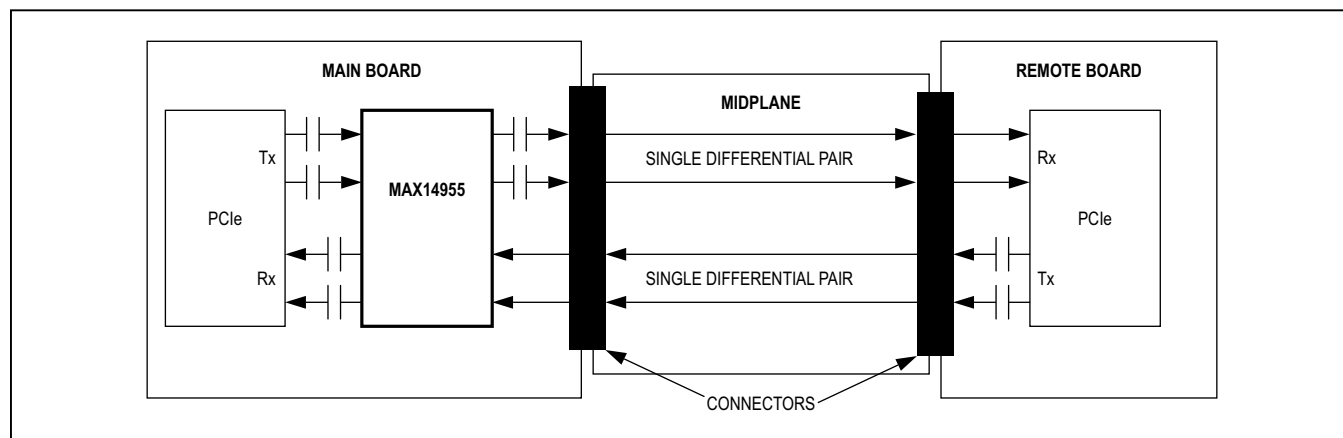 MAIN BOARD
REMOTE BOARD
MIDPLANE
Tx
SINGLE DIFFERENTIAL PAIR
Rx
MAX14955
PCIe
PCIe
Rx
SINGLE DIFFERENTIAL PAIR
Tx
CONNECTORS